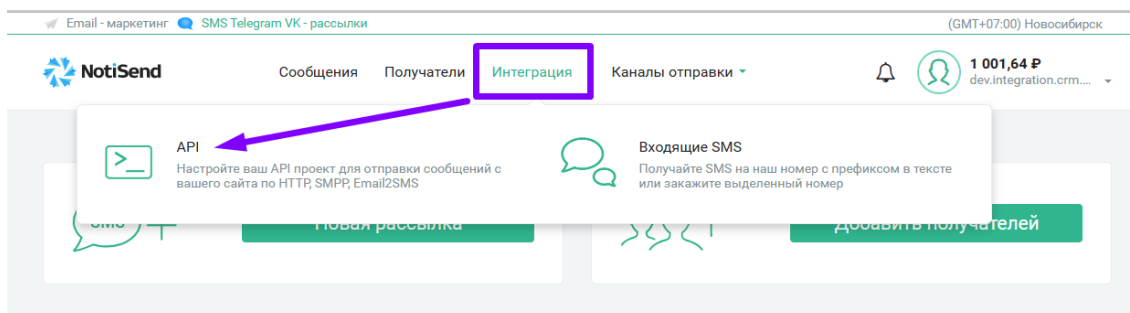 Email - маркетинг SMS Telegram VK - рассылки (GMT+07:00) Новосибирск
NotiSend Сообщения Получатели Интеграция Каналы отправки 1 001,64 ₽
dev.integration.crm....
API
Настройте ваш API проект для отправки сообщений с
вашего сайта по HTTP, SMPP, Email2SMS
Входящие SMS
Получайте SMS на наш номер с префиксом в тексте
или закажите выделенный номер
SMS Новая рассылка Добавить получателей